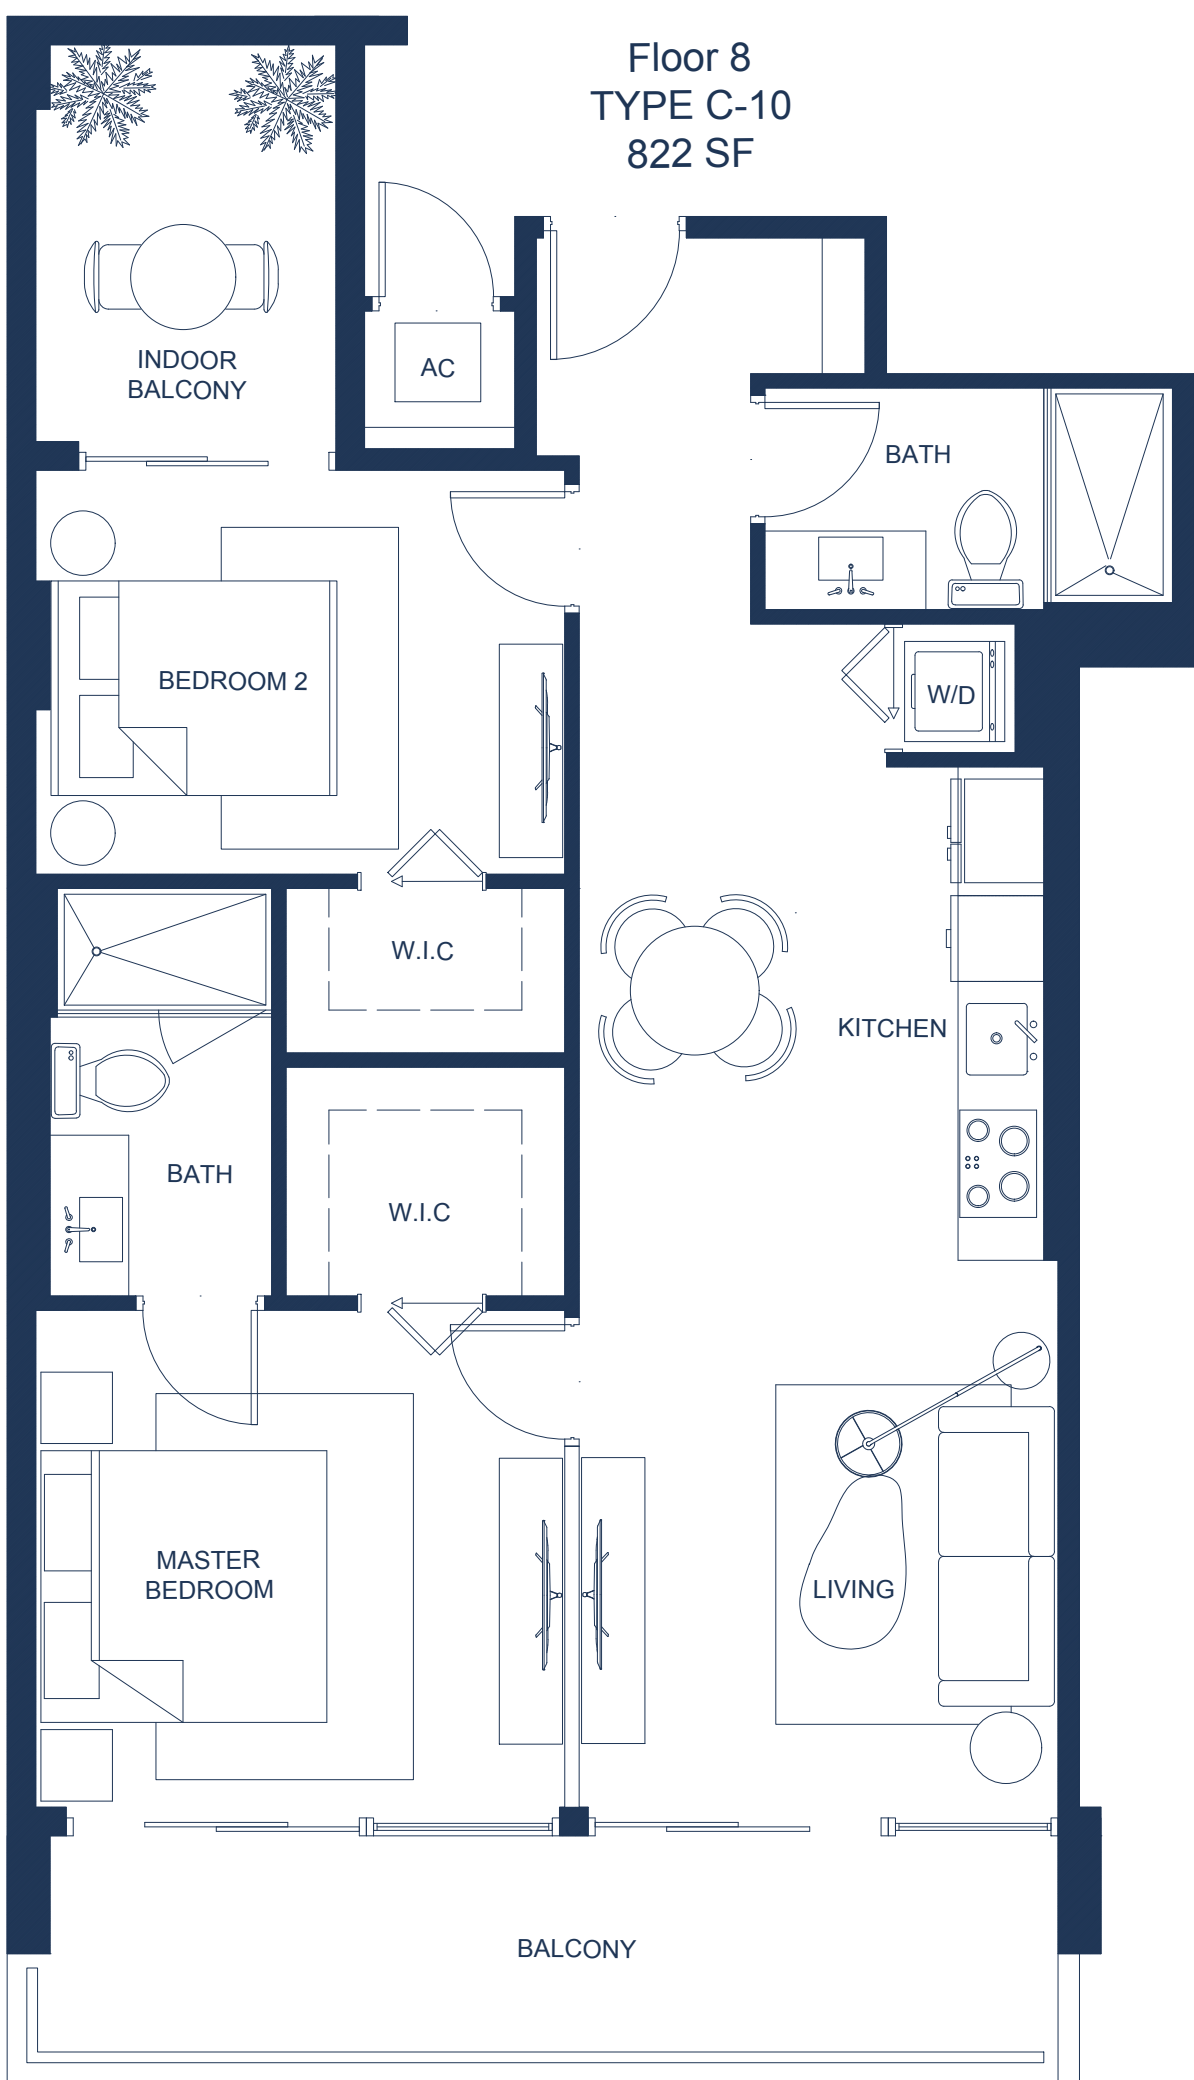 Floor 8
TYPE C-10
822 SF
INDOOR
BALCONY
AC
BATH
BEDROOM 2
W/D
W.I.C
KITCHEN
BATH
W.I.C
MASTER
BEDROOM
LIVING
BALCONY